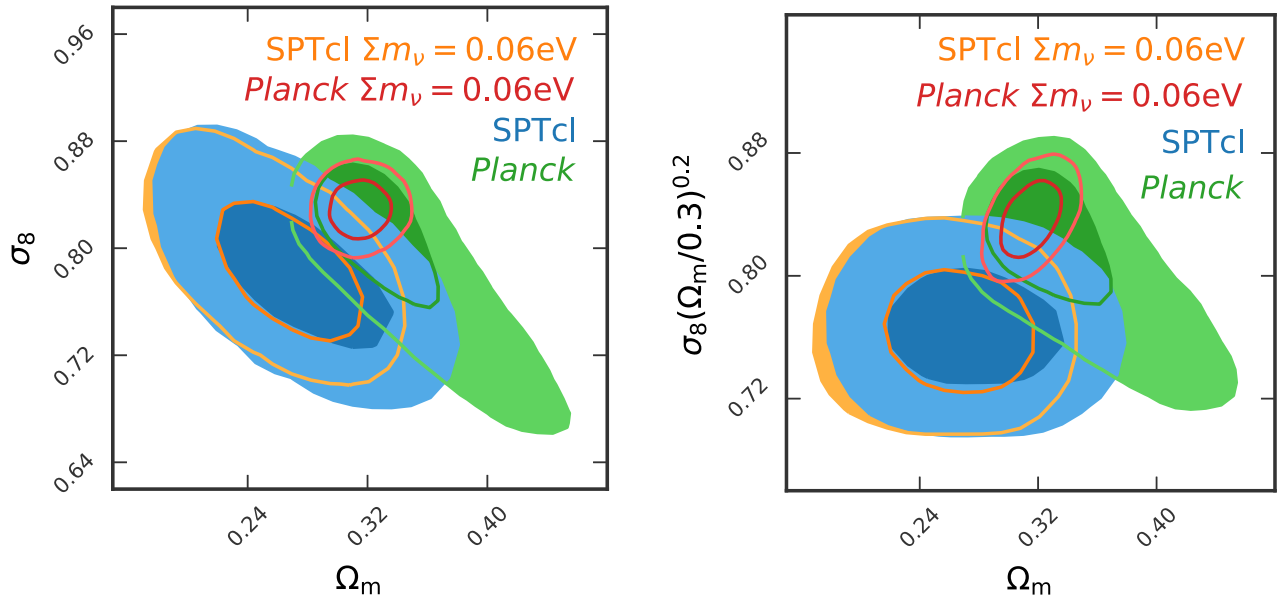 SPTcl Σmν = 0.06eV
Planck Σmν = 0.06eV
SPTcl
Planck
0.96
0.88
0.80
0.72
0.64
σ8
0.24
0.32
0.40
Ωm
SPTcl Σmν = 0.06eV
Planck Σmν = 0.06eV
SPTcl
Planck
0.88
0.80
0.72
σ8(Ωm/0.3)^0.2
0.24
0.32
0.40
Ωm